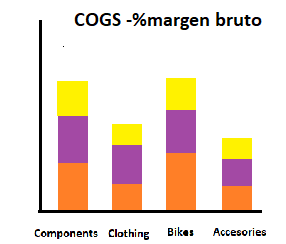 COGS -%margen bruto
Components Clothing Bikes Accesories